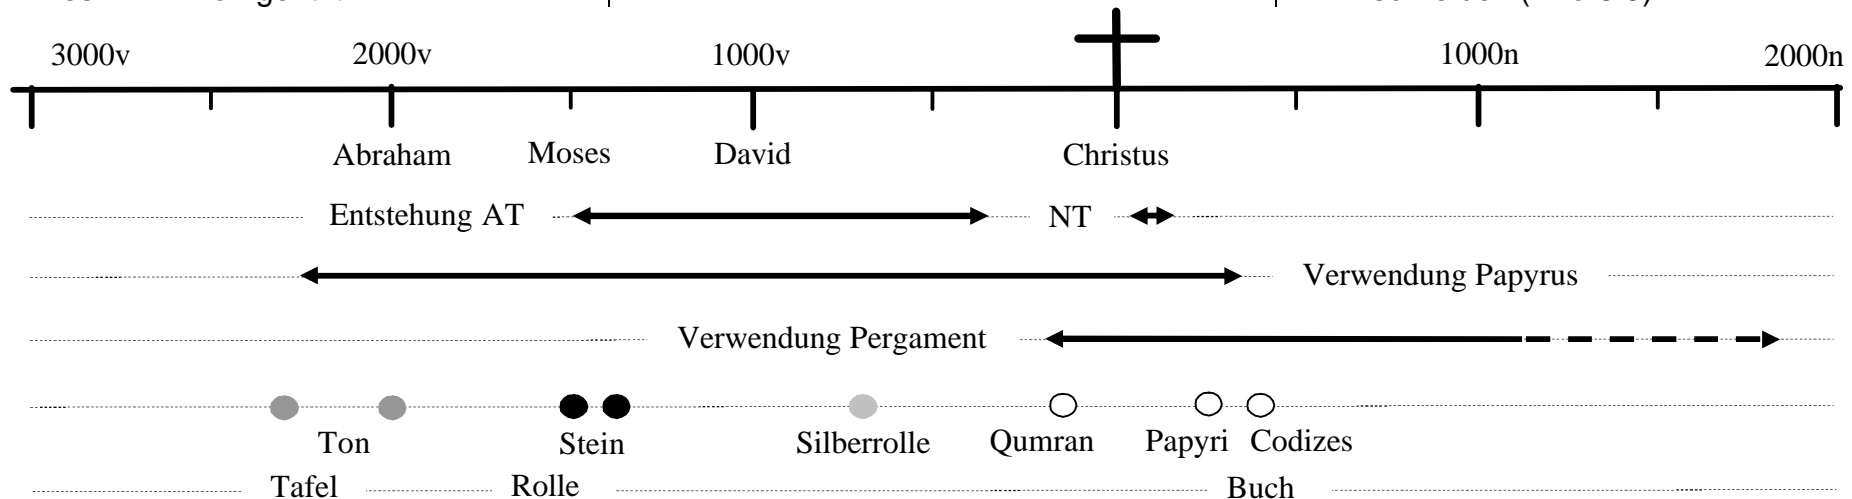 3000v 2000v 1000v 1000n 2000n
Abraham Moses David Christus
Entstehung AT NT
Verwendung Papyrus
Verwendung Pergament
Ton Stein Silberrolle Qumran Papyri Codizes
Tafel Rolle Buch